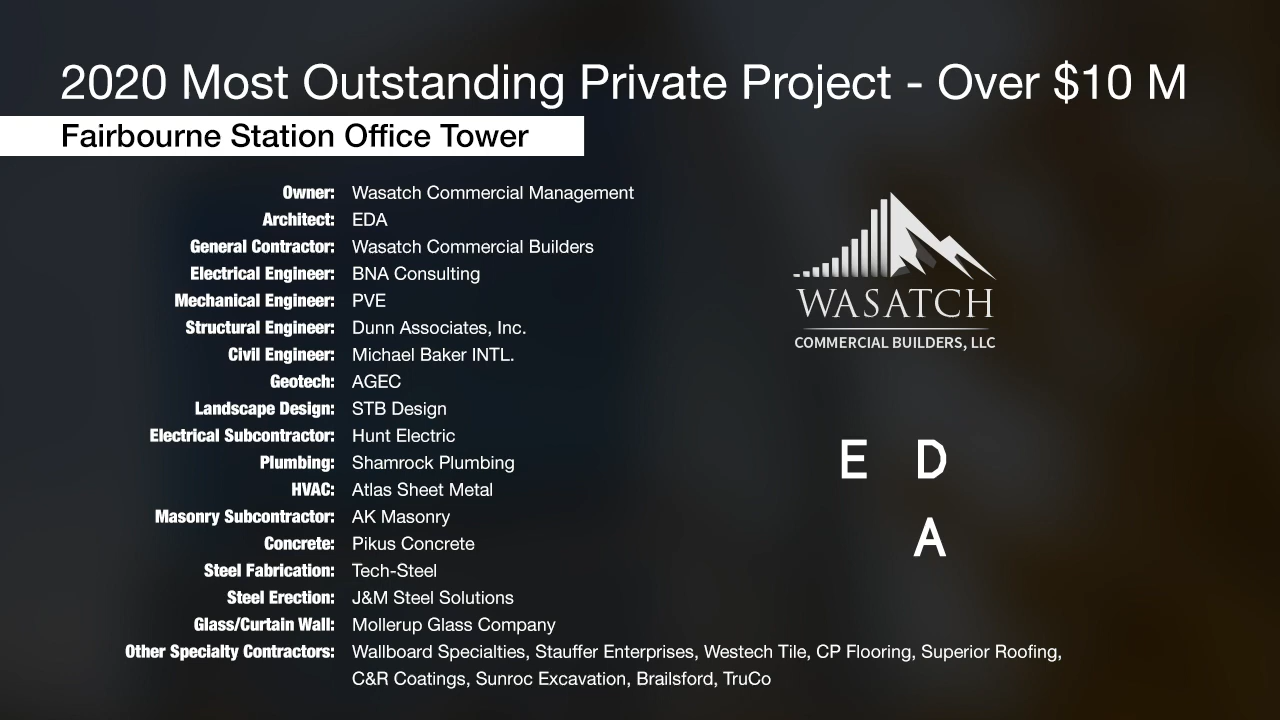 2020 Most Outstanding Private Project - Over $10 M
Fairbourne Station Office Tower
Owner: Wasatch Commercial Management
Architect: EDA
General Contractor: Wasatch Commercial Builders
Electrical Engineer: BNA Consulting
Mechanical Engineer: PVE
Structural Engineer: Dunn Associates, Inc.
Civil Engineer: Michael Baker INTL.
Geotech: AGEC
Landscape Design: STB Design
Electrical Subcontractor: Hunt Electric
Plumbing: Shamrock Plumbing
HVAC: Atlas Sheet Metal
Masonry Subcontractor: AK Masonry
Concrete: Pikus Concrete
Steel Fabrication: Tech-Steel
Steel Erection: J&M Steel Solutions
Glass/Curtain Wall: Mollerup Glass Company
Other Specialty Contractors: Wallboard Specialties, Stauffer Enterprises, Westech Tile, CP Flooring, Superior Roofing,
C&R Coatings, Sunroc Excavation, Brailsford, TruCo
WASATCH
COMMERCIAL BUILDERS, LLC
E D
A